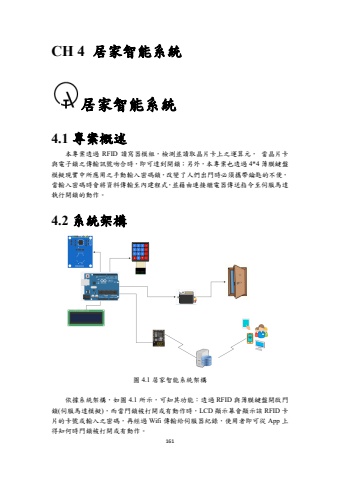 CH 4 居家智能系統
居家智能系統
4.1 專案概述
本專案透過 RFID 讀寫器模組，檢測並讀取晶片卡上之運算元。 當晶片卡
與電子鎖之傳輸訊號吻合時，即可達到開鎖；另外，本專案也透過 4*4 薄膜鍵盤
模擬現實中所應用之手動輸入密碼鎖，改變了人們出門時必須攜帶鑰匙的不便，
當輸入密碼時會將資料傳輸至內建程式，並藉由連接繼電器傳送指令至伺服馬達
執行開鎖的動作。
4.2 系統架構
圖 4.1 居家智能系統架構
依據系統架構，如圖 4.1 所示，可知其功能：透過 RFID 與薄膜鍵盤開啟門
鎖(伺服馬達模擬)，而當門鎖被打開或有動作時，LCD 顯示幕會顯示該 RFID 卡
片的卡號或輸入之密碼，再經過 Wifi 傳輸給伺服器紀錄，使用者即可從 App 上
得知何時門鎖被打開或有動作。
161